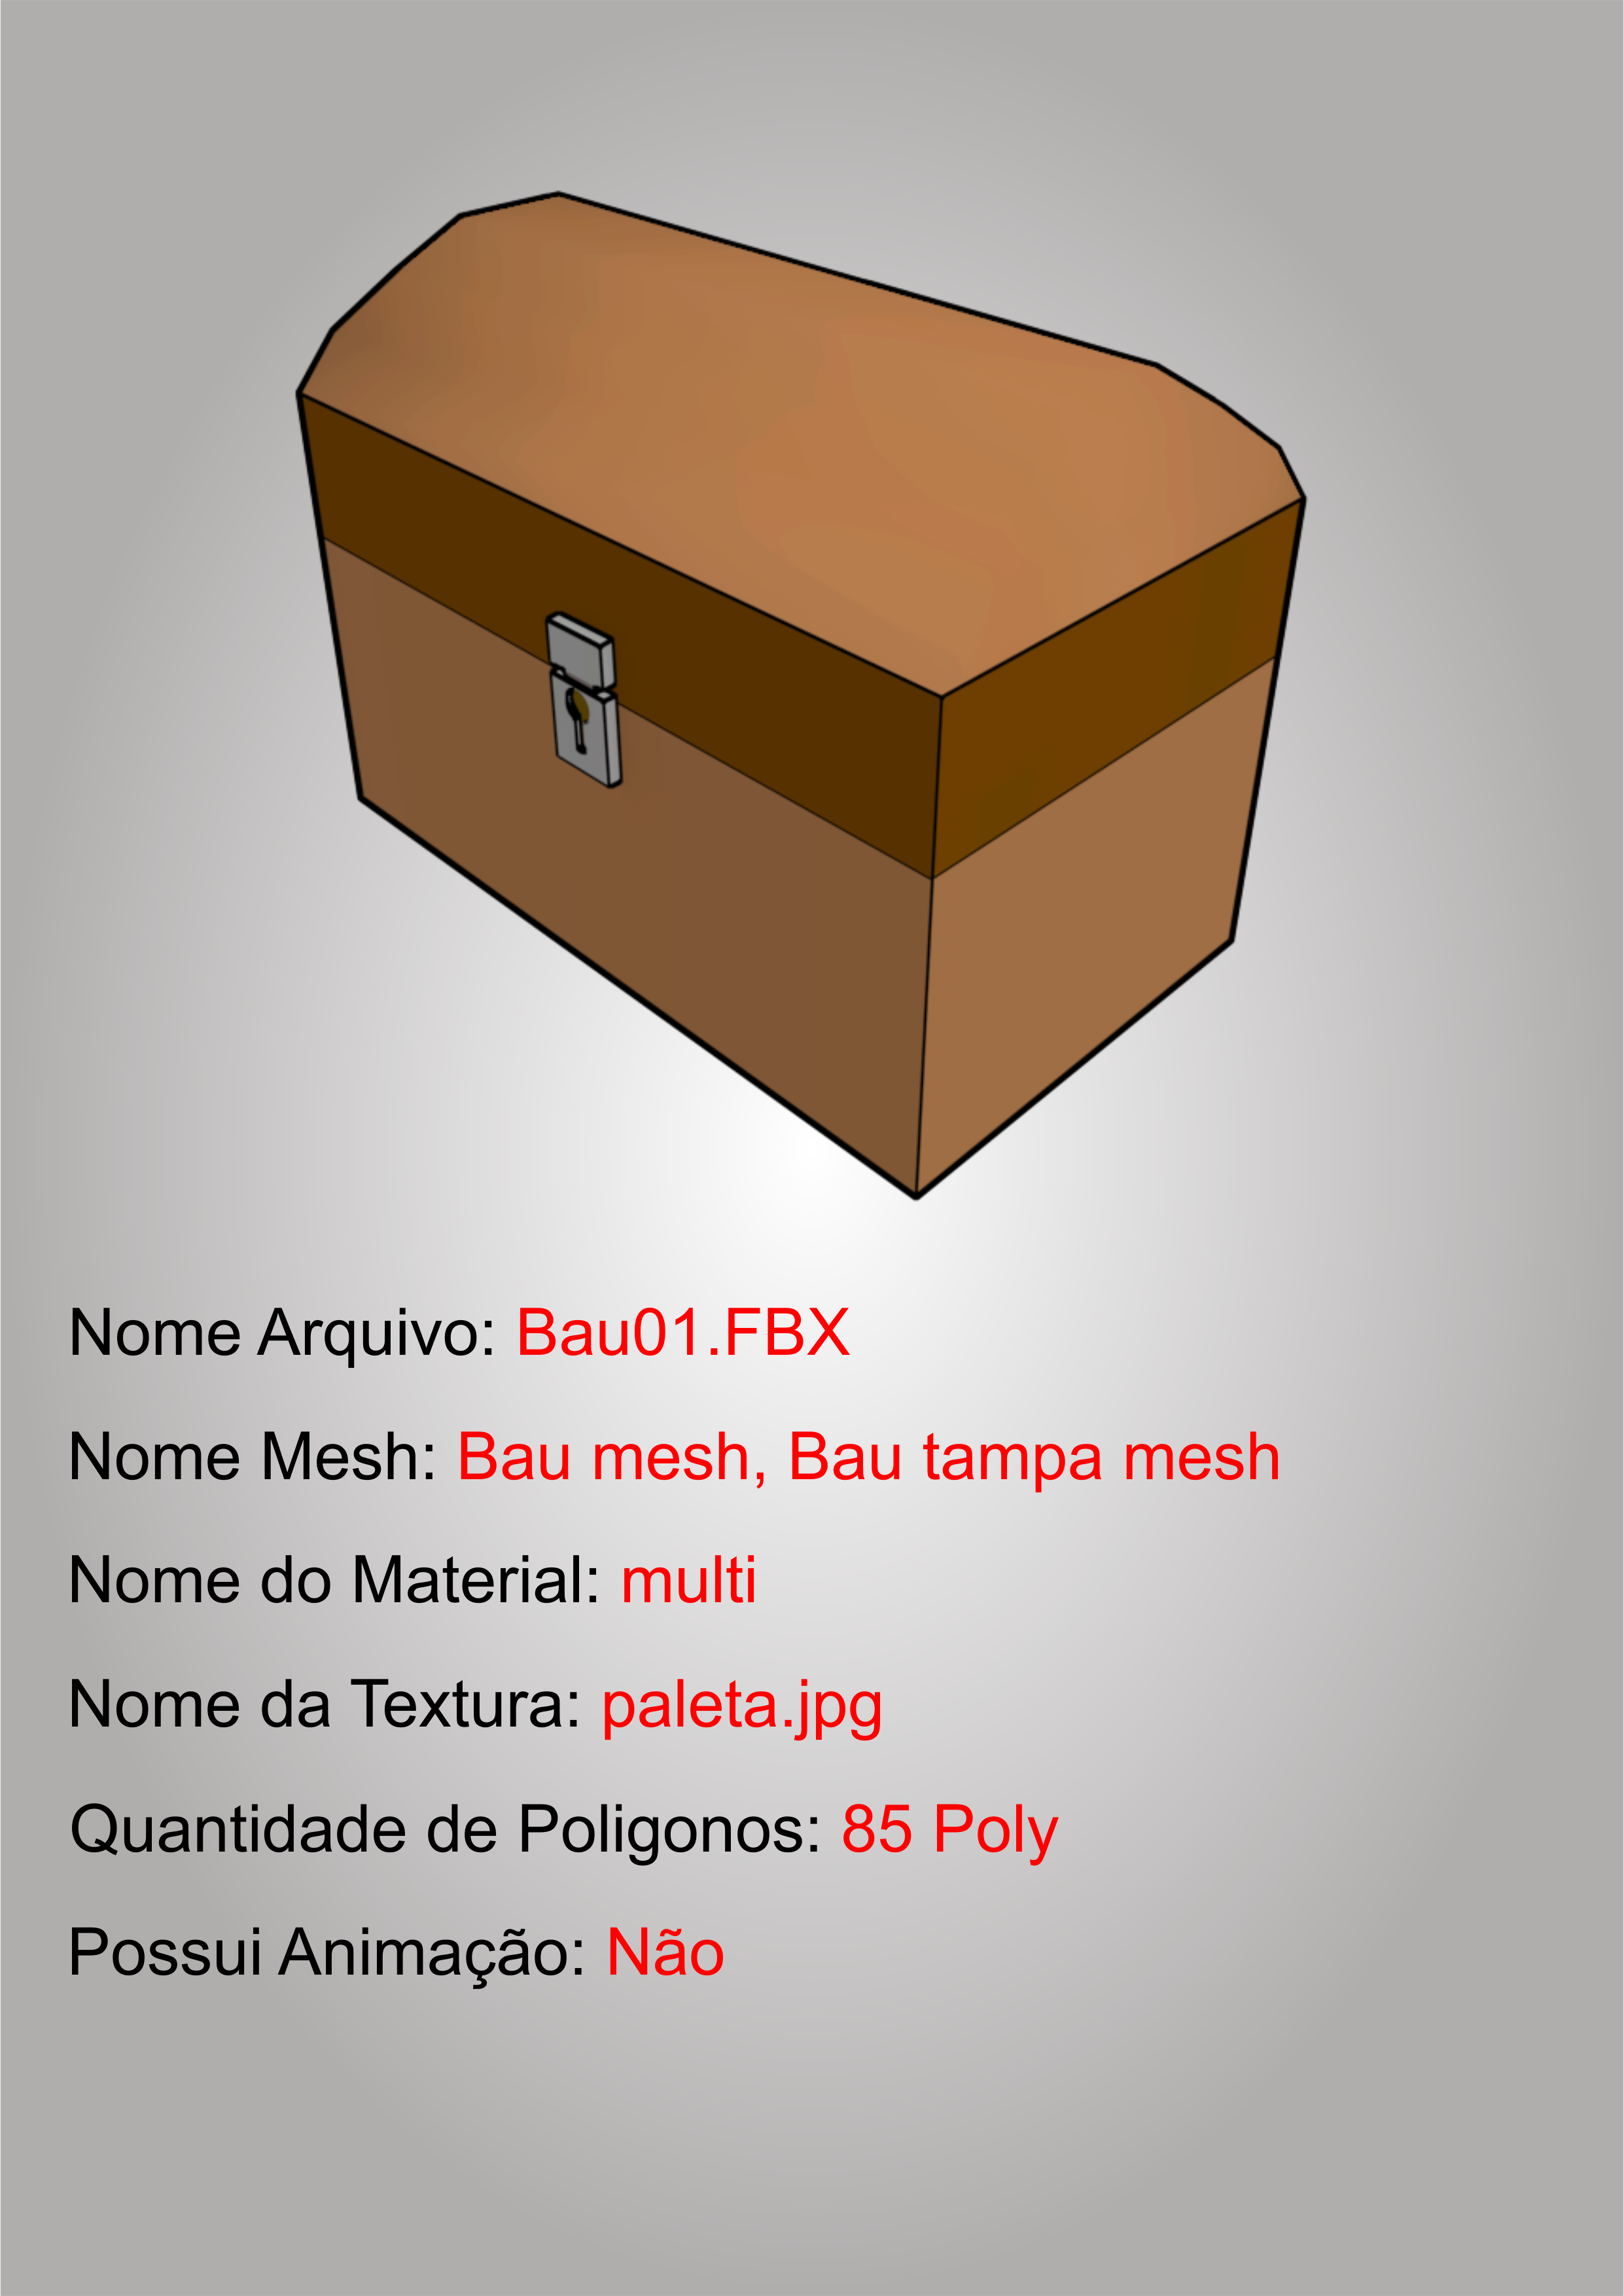 Nome Arquivo: Bau01.FBX
Nome Mesh: Bau mesh, Bau tampa mesh
Nome do Material: multi
Nome da Textura: paleta.jpg
Quantidade de Poligonos: 85 Poly
Possui Animação: Não